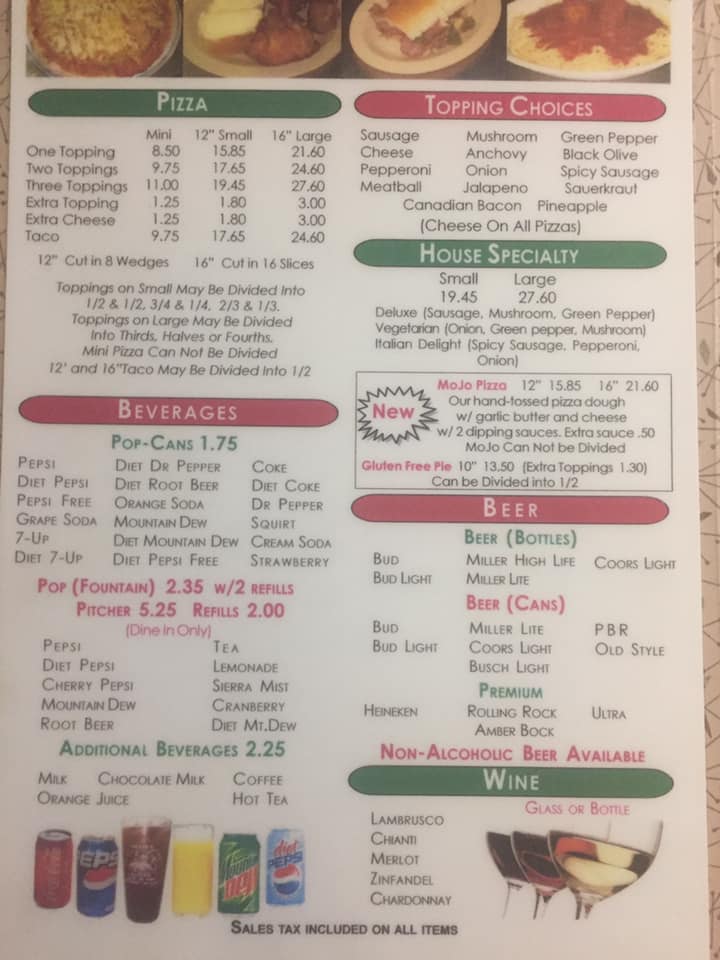 PIZZA
Mini 12" Small 16" Large
One Topping 8.50 15.85 21.60
Two Toppings 9.75 17.65 24.60
Three Toppings 11.00 19.45 27.60
Extra Topping 1.25 1.80 3.00
Extra Cheese 1.25 1.80 3.00
Taco 9.75 17.65 24.60
12" Cut in 8 Wedges 16" Cut in 16 Slices
Toppings on Small May Be Divided Into
1/2 & 1/2, 3/4 & 1/4, 2/3 & 1/3.
Toppings on Large May Be Divided
Into Thirds, Halves or Fourths.
Mini Pizza Can Not Be Divided
12' and 16"Taco May Be Divided Into 1/2
BEVERAGES
POP-CANS 1.75
PEPSI DIET DR PEPPER COKE
DIET PEPSI DIET ROOT BEER DIET COKE
PEPSI FREE ORANGE SODA DR PEPPER
GRAPE SODA MOUNTAIN DEW SQUIRT
7-UP DIET MOUNTAIN DEW CREAM SODA
DIET 7-UP DIET PEPSI FREE STRAWBERRY
POP (FOUNTAIN) 2.35 W/2 REFILLS
PITCHER 5.25 REFILLS 2.00
(Dine In Only)
PEPSI TEA
DIET PEPSI LEMONADE
CHERRY PEPSI SIERRA MIST
MOUNTAIN DEW CRANBERRY
ROOT BEER DIET MT.DEW
ADDITIONAL BEVERAGES 2.25
MILK CHOCOLATE MILK COFFEE
ORANGE JUICE HOT TEA
TOPPING CHOICES
Sausage Mushroom Green Pepper
Cheese Anchovy Black Olive
Pepperoni Onion Spicy Sausage
Meatball Jalapeno Sauerkraut
Canadian Bacon Pineapple
(Cheese On All Pizzas)
HOUSE SPECIALTY
Small Large
19.45 27.60
Deluxe (Sausage, Mushroom, Green Pepper)
Vegetarian (Onion, Green pepper, Mushroom)
Italian Delight (Spicy Sausage, Pepperoni,
Onion)
New
MoJo Pizza 12" 15.85 16" 21.60
Our hand-tossed pizza dough
w/ garlic butter and cheese
w/ 2 dipping sauces. Extra sauce .50
MoJo Can Not be Divided
Gluten Free Pie 10" 13.50 (Extra Toppings 1.30)
Can be Divided into 1/2
BEER
BEER (BOTTLES)
BUD MILLER HIGH LIFE COORS LIGHT
BUD LIGHT MILLER LITE
BEER (CANS)
BUD MILLER LITE PBR
BUD LIGHT COORS LIGHT OLD STYLE
BUSCH LIGHT
PREMIUM
HEINEKEN ROLLING ROCK ULTRA
AMBER BOCK
NON-ALCOHOLIC BEER AVAILABLE
WINE
GLASS OR BOTTLE
LAMBRUSCO
CHIANTI
MERLOT
ZINFANDEL
CHARDONNAY
PEPSI
diet
PEPSI
SALES TAX INCLUDED ON ALL ITEMS